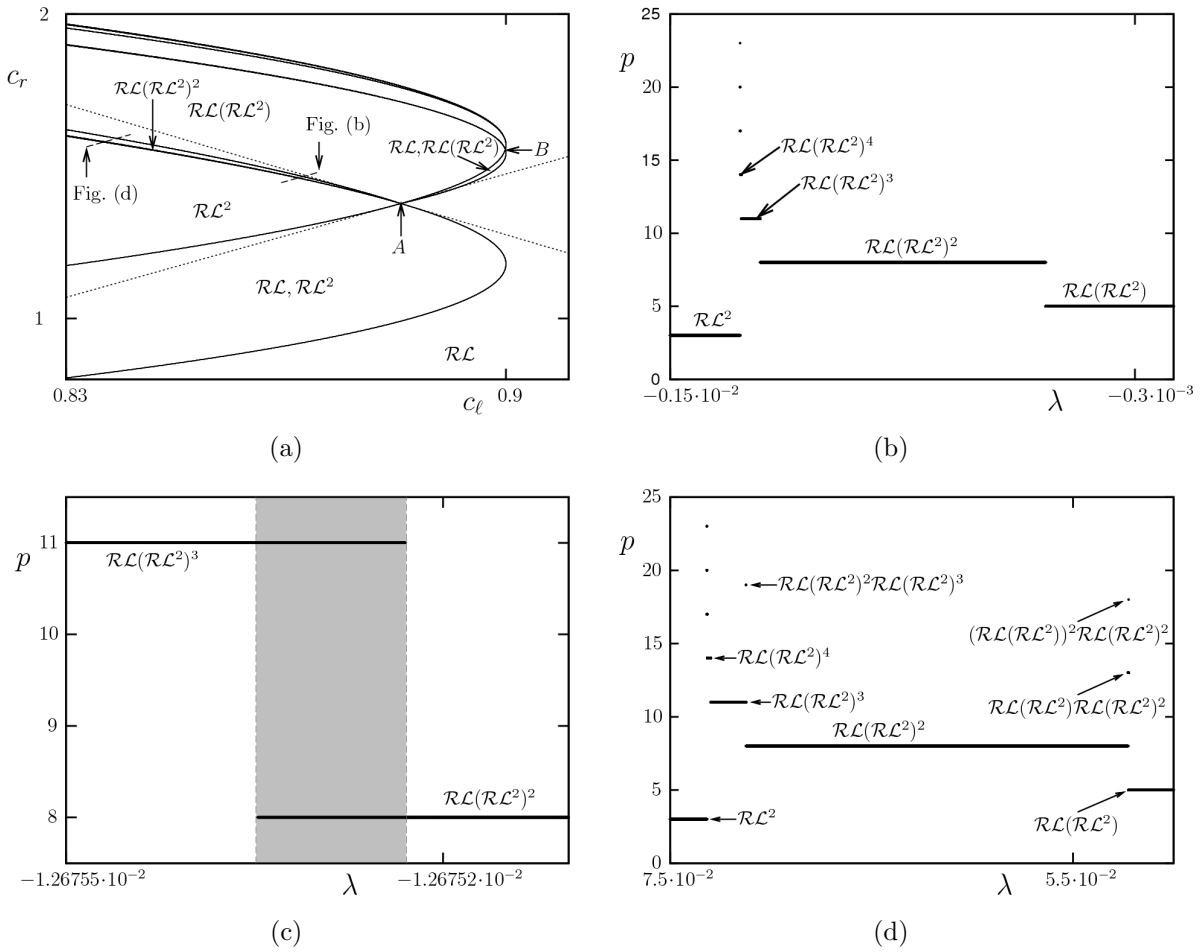 2
c_r
1
0.83
c_ℓ
0.9
ℛℒ(ℛℒ²)²
ℛℒ(ℛℒ²)
Fig. (b)
ℛℒ,ℛℒ(ℛℒ²)
B
Fig. (d)
ℛℒ²
A
ℛℒ, ℛℒ²
ℛℒ
(a)
25
p
20
15
10
5
0
ℛℒ(ℛℒ²)⁴
ℛℒ(ℛℒ²)³
ℛℒ(ℛℒ²)²
ℛℒ(ℛℒ²)
ℛℒ²
−0.15·10⁻²
λ
−0.3·10⁻³
(b)
11
p
10
9
8
ℛℒ(ℛℒ²)³
ℛℒ(ℛℒ²)²
−1.26755·10⁻²
λ
−1.26752·10⁻²
(c)
25
p
20
15
10
5
0
ℛℒ(ℛℒ²)²ℛℒ(ℛℒ²)³
(ℛℒ(ℛℒ²))²ℛℒ(ℛℒ²)²
ℛℒ(ℛℒ²)⁴
ℛℒ(ℛℒ²)³
ℛℒ(ℛℒ²)ℛℒ(ℛℒ²)²
ℛℒ(ℛℒ²)²
ℛℒ²
ℛℒ(ℛℒ²)
7.5·10⁻²
λ
5.5·10⁻²
(d)